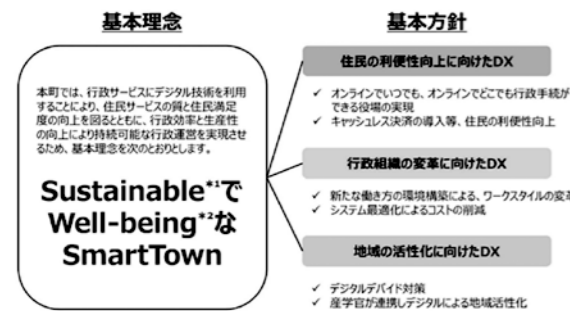 基本理念
本町では、行政サービスにデジタル技術を利用
することにより、住民サービスの質と住民満足
度の向上を図るとともに、行政効率と生産性
の向上により持続可能な行政運営を実現させ
るため、基本理念を次のとおりとします。
Sustainable*1で
Well-being*2な
SmartTown
基本方針
住民の利便性向上に向けたDX
✓ オンラインでいつでも、オンラインでどこでも行政手続が
できる役場の実現
✓ キャッシュレス決済の導入等、住民の利便性向上
行政組織の変革に向けたDX
✓ 新たな働き方の環境構築による、ワークスタイルの変革
✓ システム最適化によるコストの削減
地域の活性化に向けたDX
✓ デジタルデバイド対策
✓ 産学官が連携しデジタルによる地域活性化